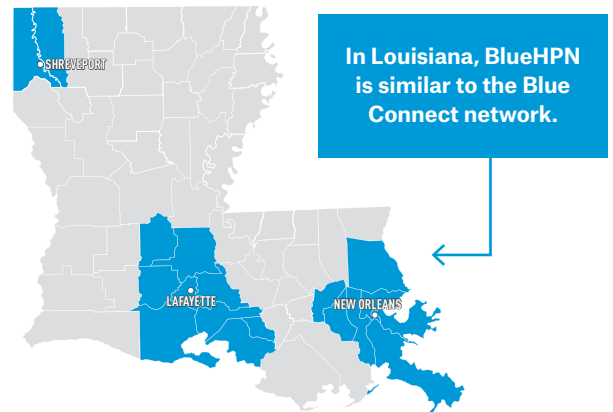 SHREVEPORT
In Louisiana, BlueHPN
is similar to the Blue
Connect network.
LAFAYETTE
NEW ORLEANS